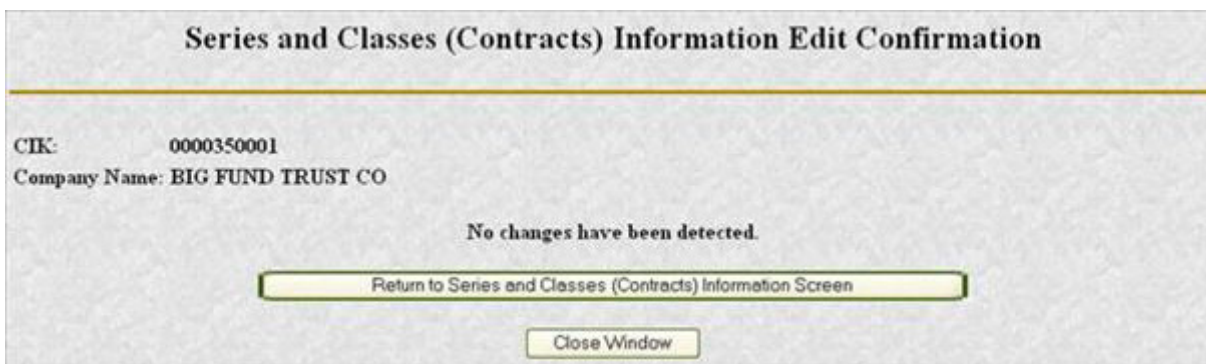 Series and Classes (Contracts) Information Edit Confirmation
CIK: 0000350001
Company Name: BIG FUND TRUST CO
No changes have been detected.
Return to Series and Classes (Contracts) Information Screen
Close Window